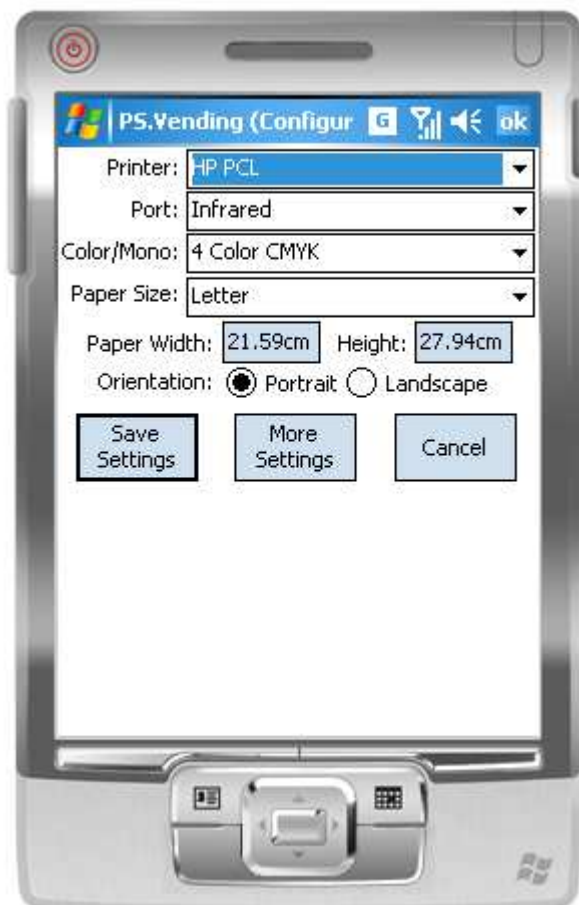 PS.Vending (Configur G ok
Printer: HP PCL
Port: Infrared
Color/Mono: 4 Color CMYK
Paper Size: Letter
Paper Width: 21.59cm Height: 27.94cm
Orientation: Portrait Landscape
Save Settings
More Settings
Cancel